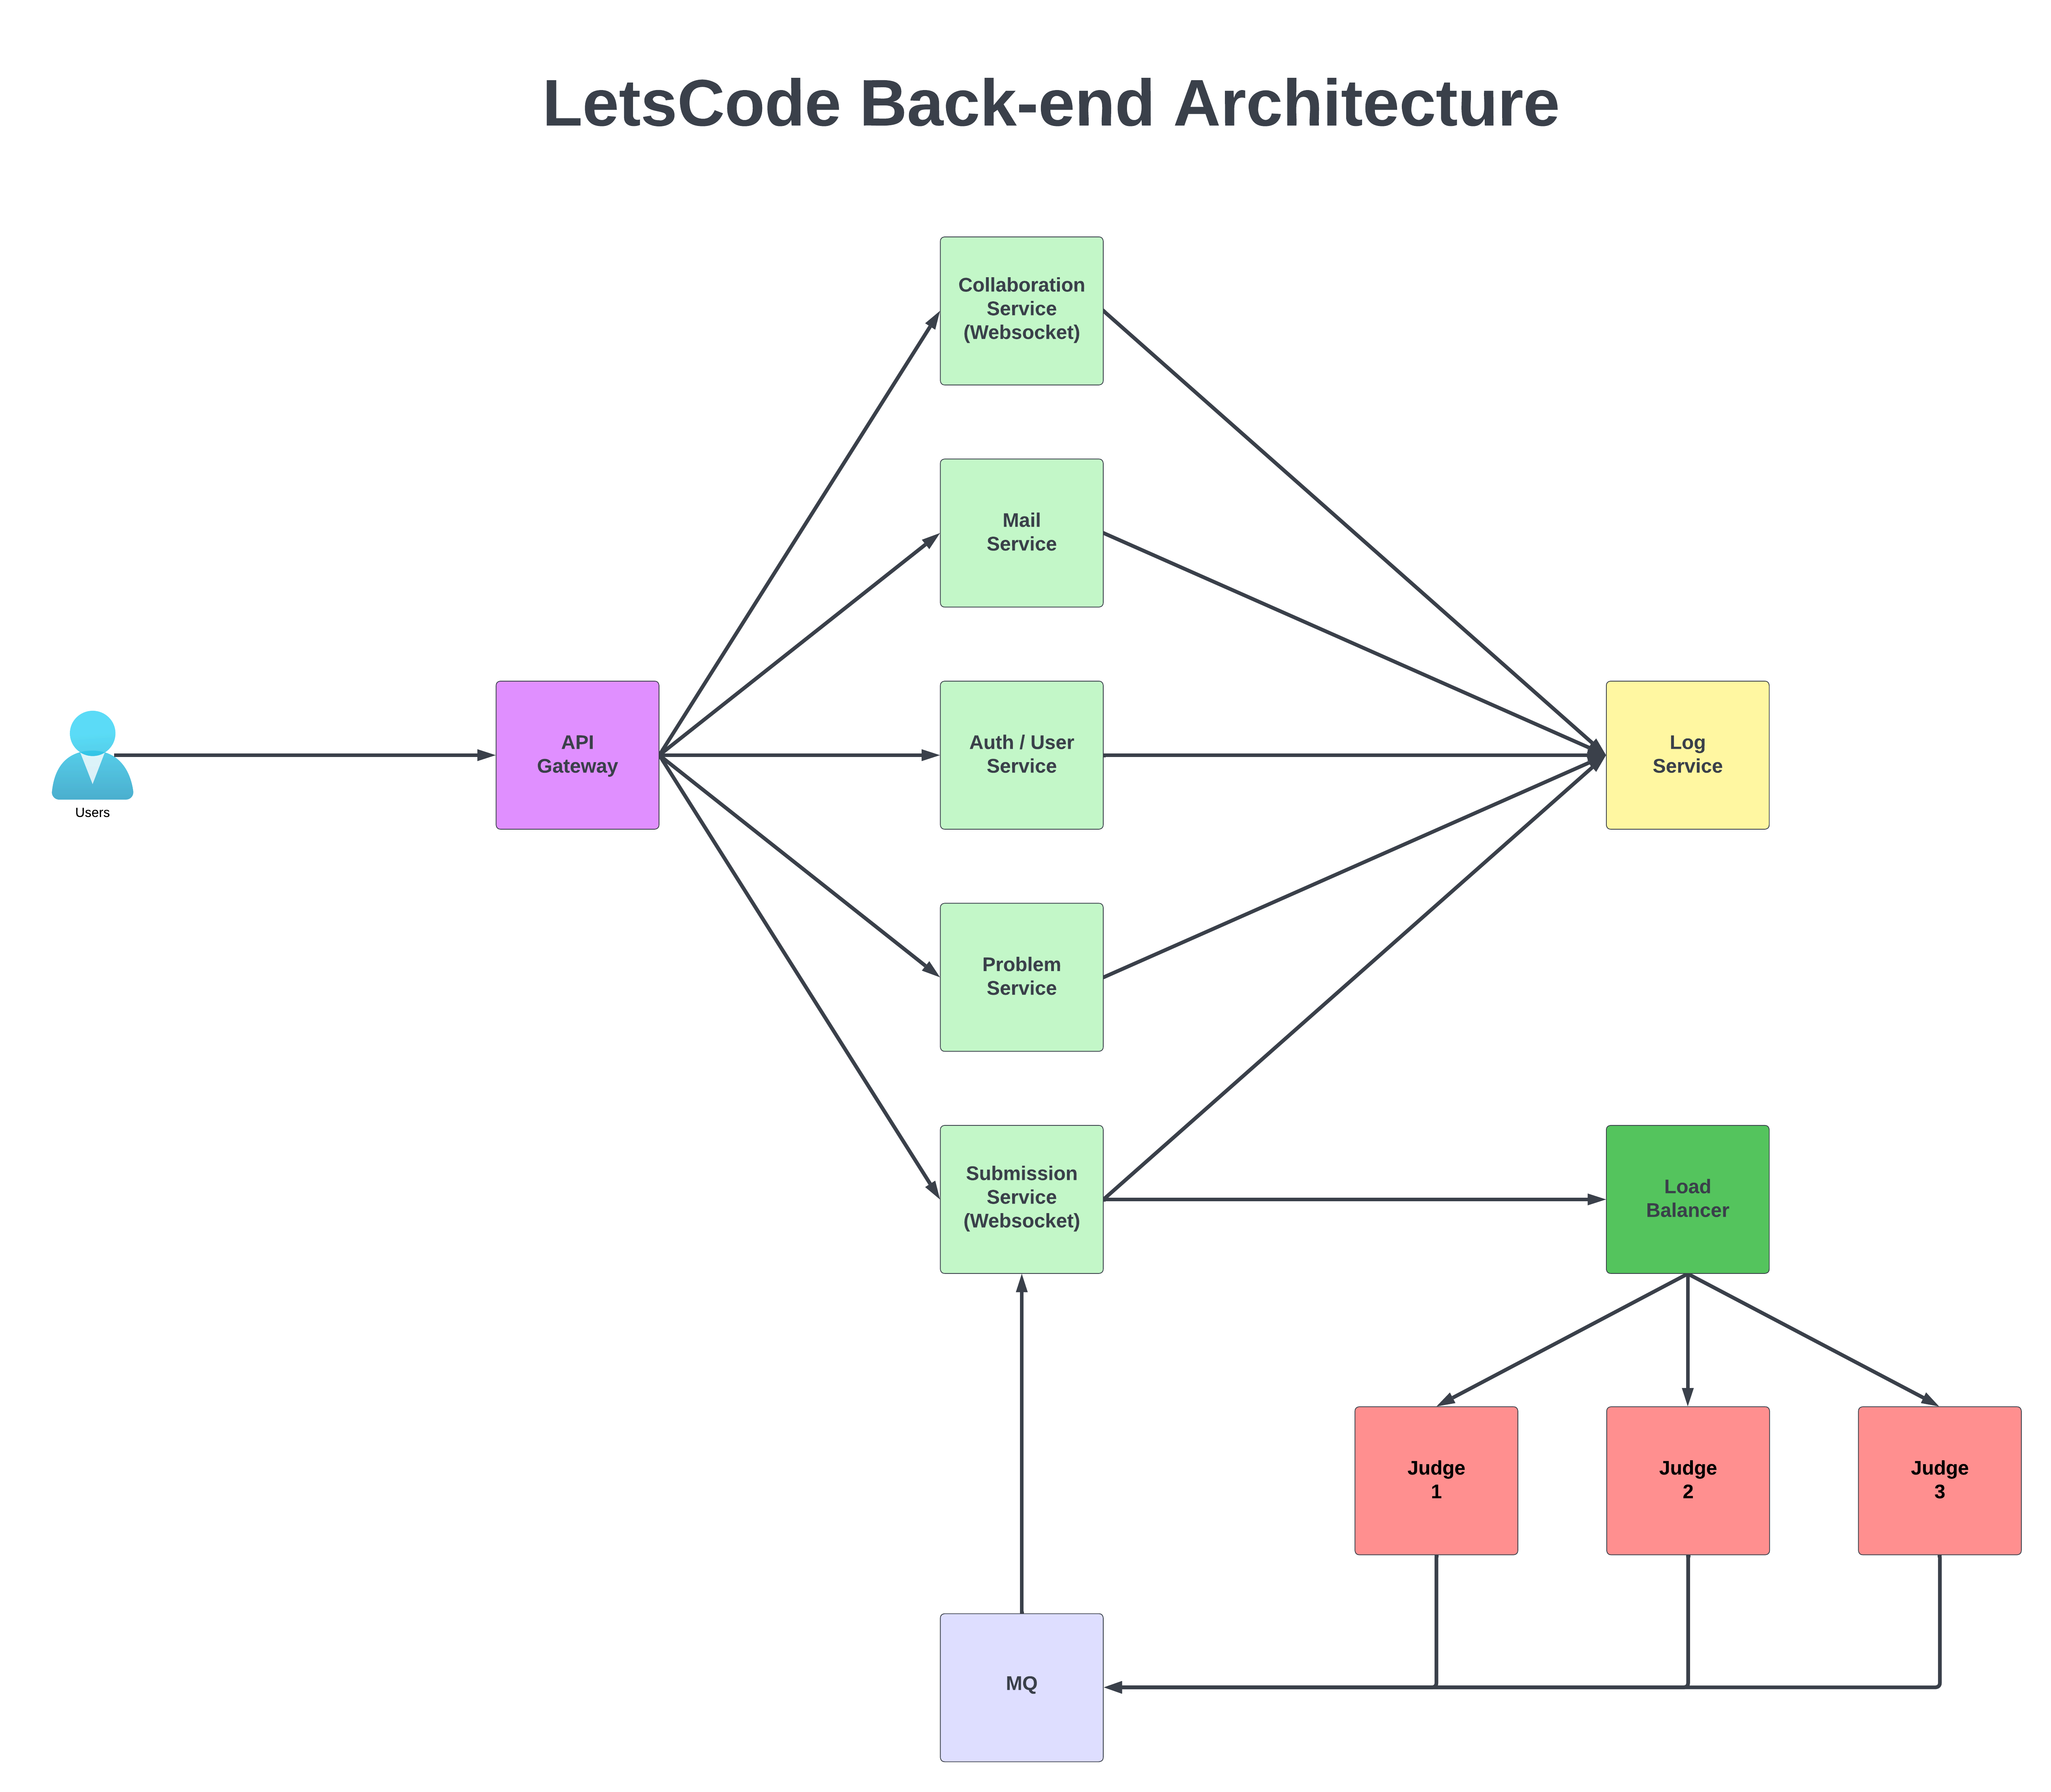 LetsCode Back-end Architecture
Collaboration
Service
(Websocket)
Mail
Service
Users
API
Gateway
Auth / User
Service
Log
Service
Problem
Service
Submission
Service
(Websocket)
Load
Balancer
Judge
1
Judge
2
Judge
3
MQ